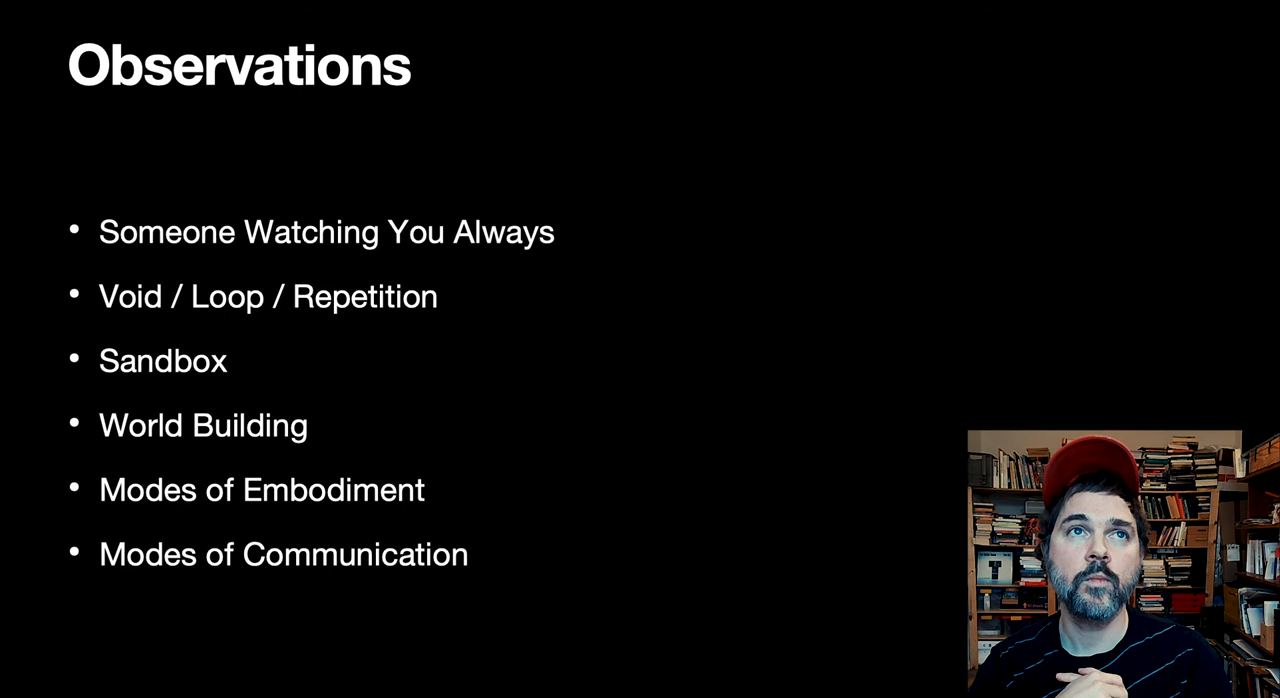 Observations
• Someone Watching You Always
• Void / Loop / Repetition
• Sandbox
• World Building
• Modes of Embodiment
• Modes of Communication